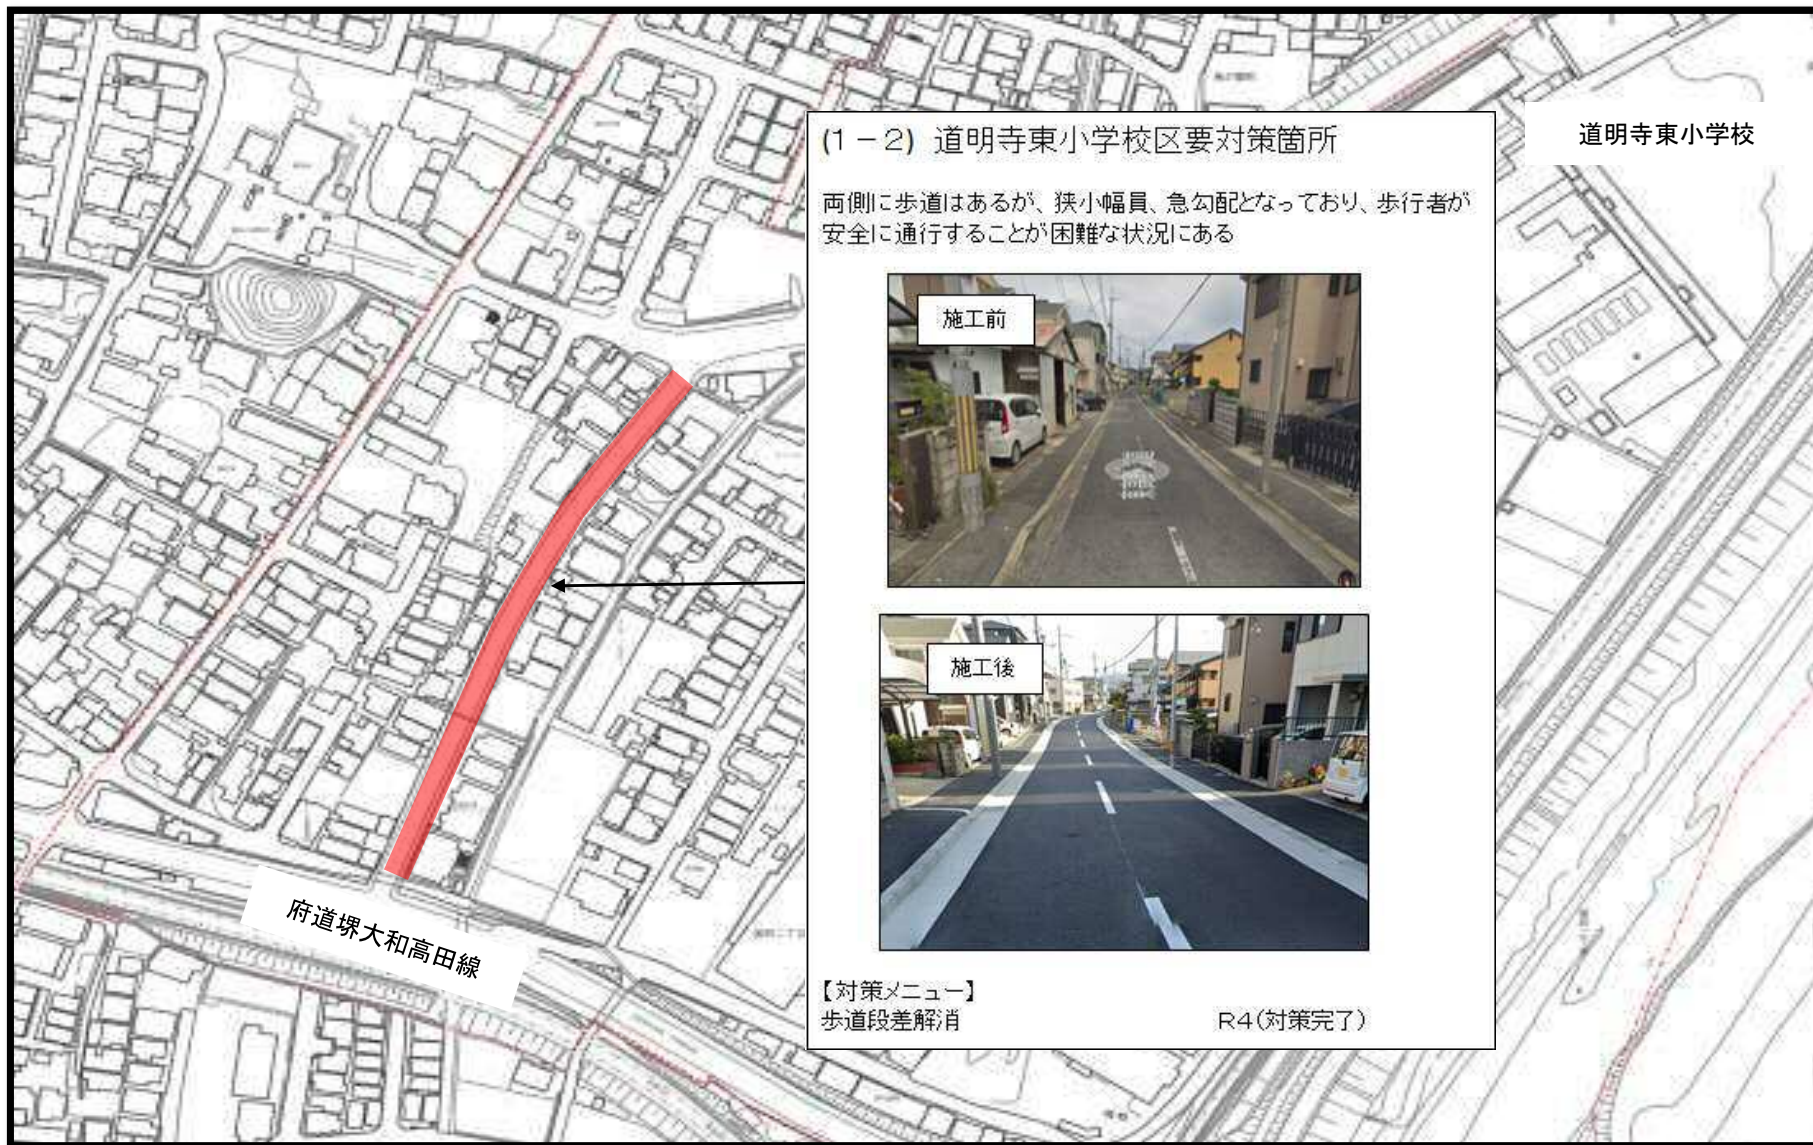 道明寺東小学校
(1-2) 道明寺東小学校区要対策箇所
両側に歩道はあるが、狭小幅員、急勾配となっており、歩行者が
安全に通行することが困難な状況にある
施工前
施工後
【対策メニュー】
歩道段差解消
R4(対策完了)
府道堺大和高田線